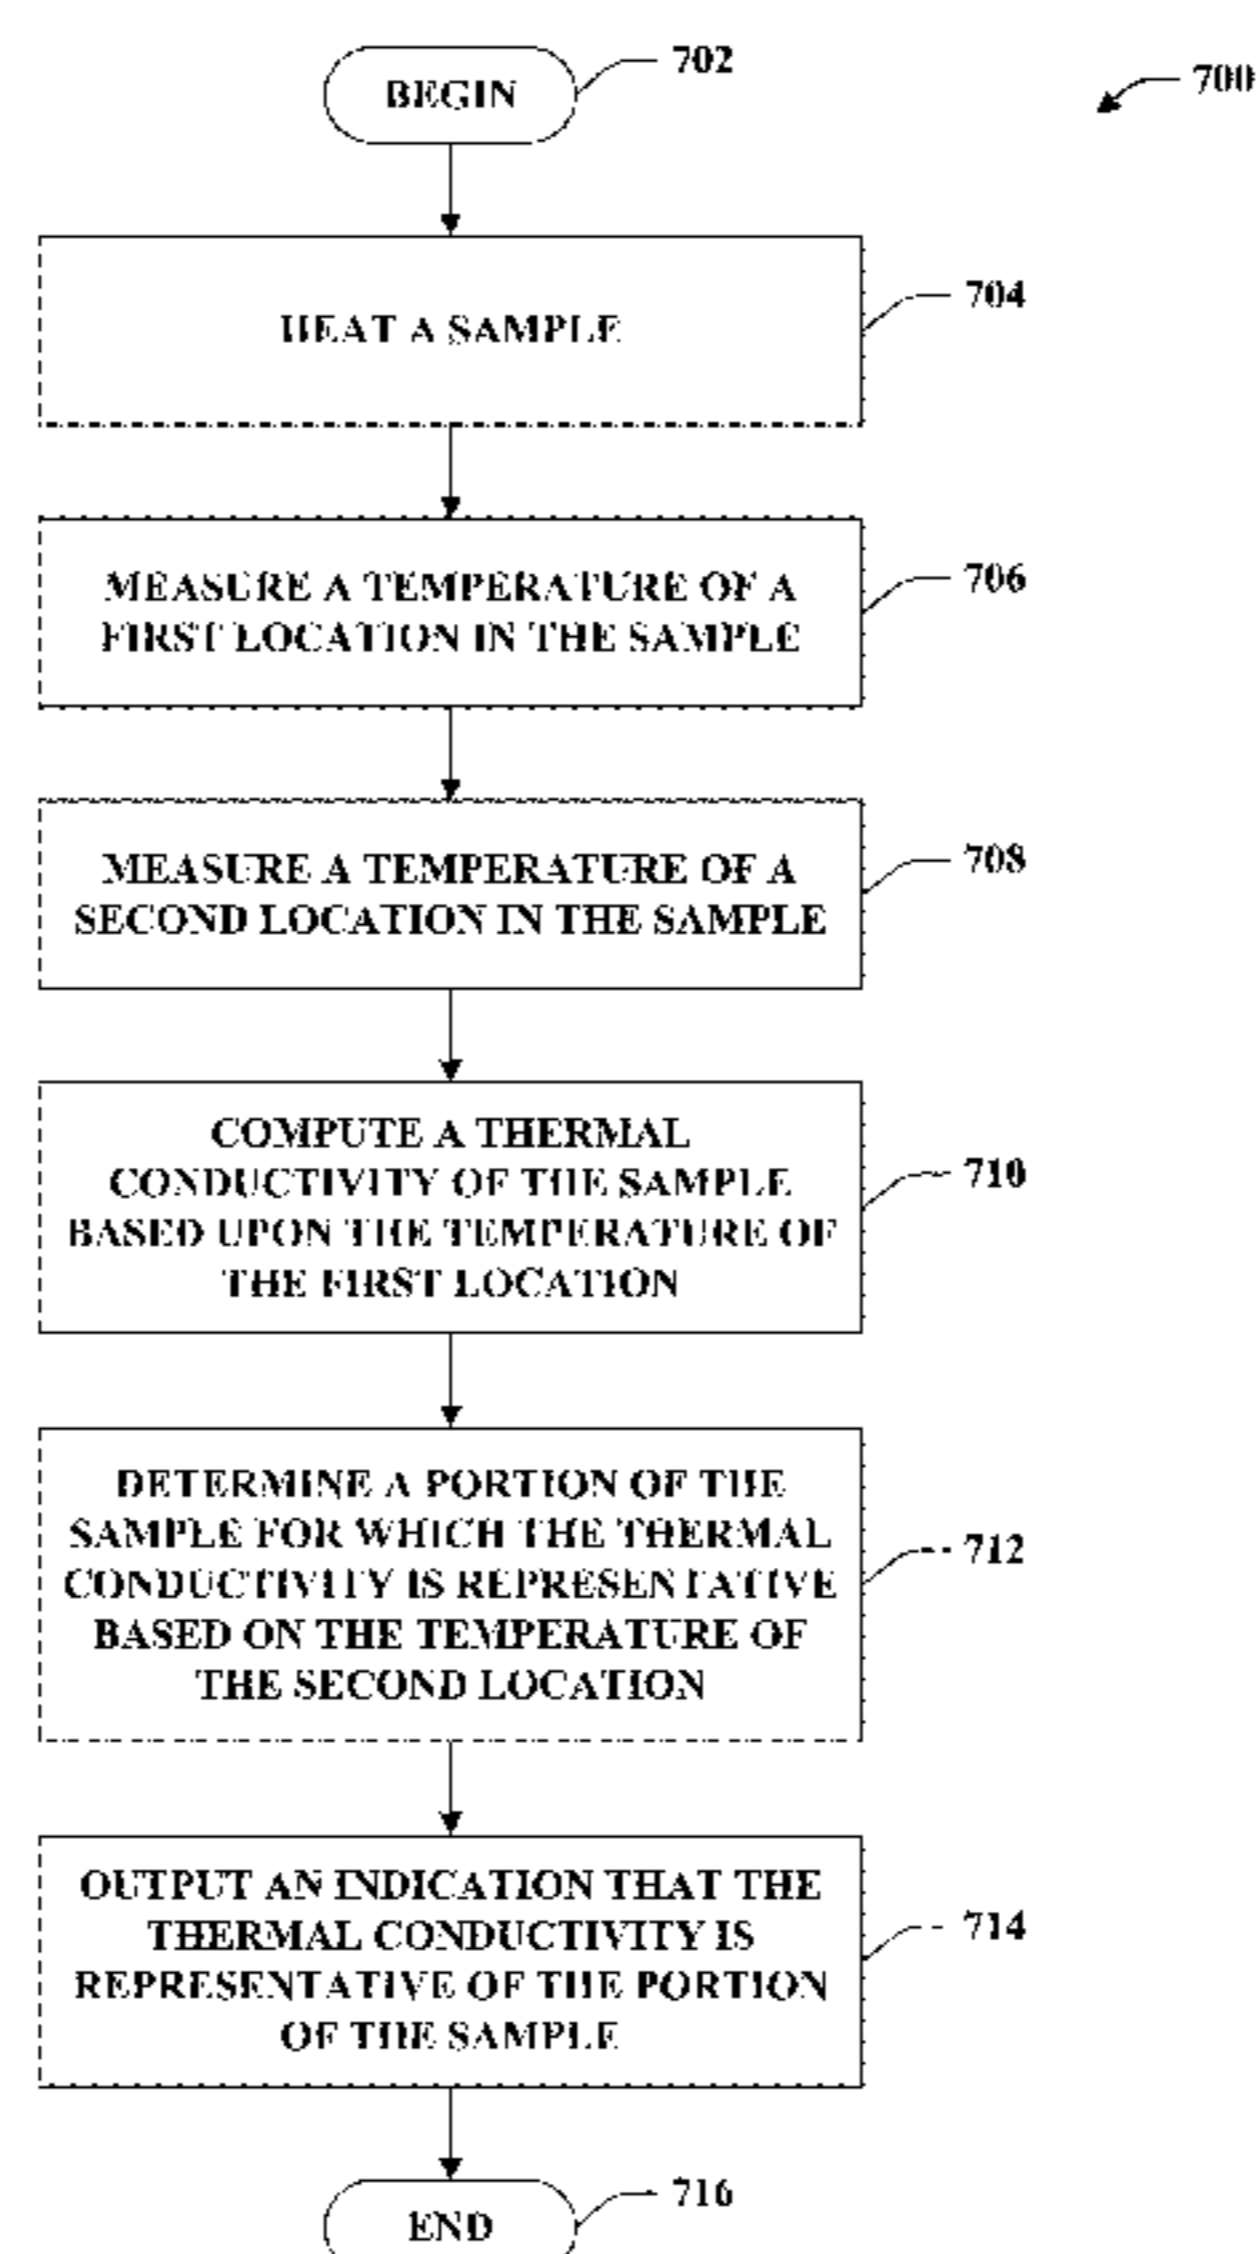 BEGIN
702
700
HEAT A SAMPLE
704
MEASURE A TEMPERATURE OF A
FIRST LOCATION IN THE SAMPLE
706
MEASURE A TEMPERATURE OF A
SECOND LOCATION IN THE SAMPLE
708
COMPUTE A THERMAL
CONDUCTIVITY OF THE SAMPLE
BASED UPON THE TEMPERATURE OF
THE FIRST LOCATION
710
DETERMINE A PORTION OF THE
SAMPLE FOR WHICH THE THERMAL
CONDUCTIVITY IS REPRESENTATIVE
BASED ON THE TEMPERATURE OF
THE SECOND LOCATION
712
OUTPUT AN INDICATION THAT THE
THERMAL CONDUCTIVITY IS
REPRESENTATIVE OF THE PORTION
OF THE SAMPLE
714
END
716